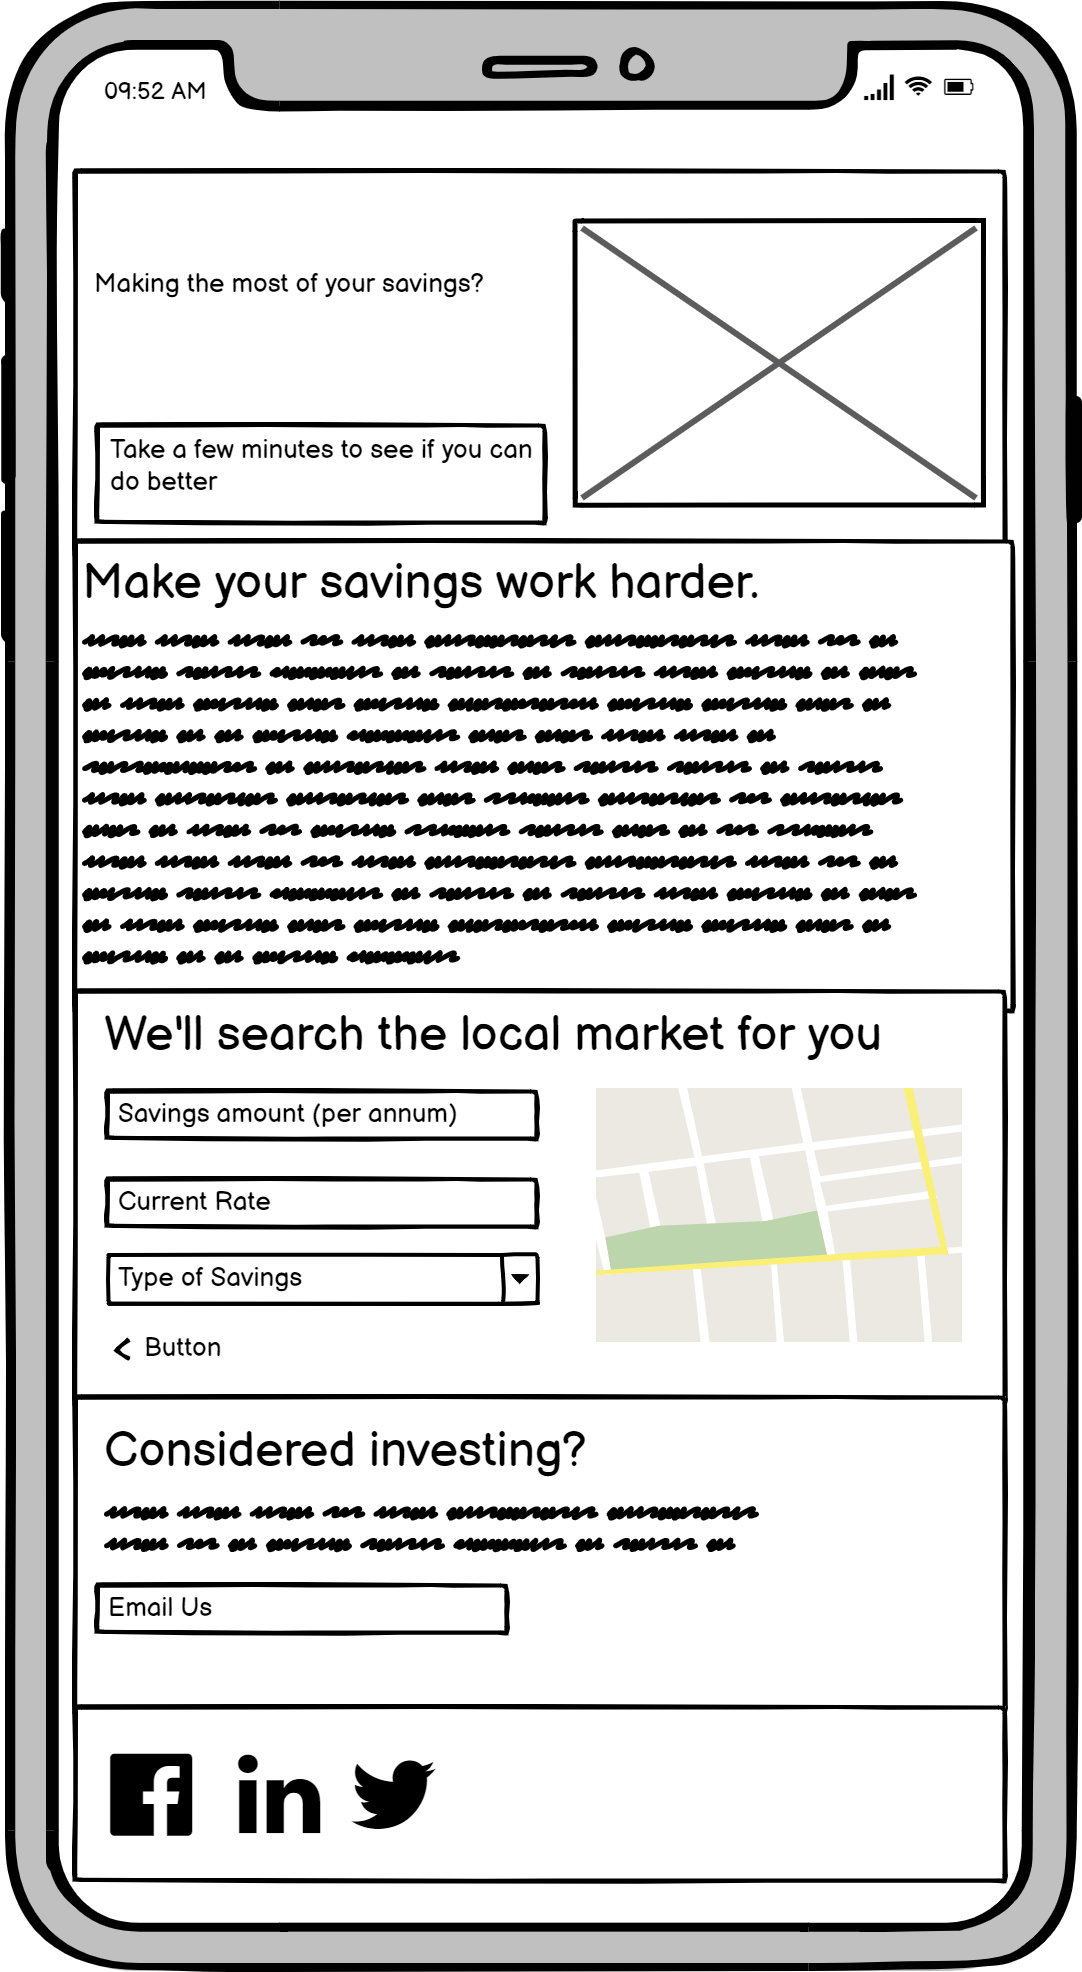 09:52 AM
Making the most of your savings?
Take a few minutes to see if you can
do better
Make your savings work harder.
We'll search the local market for you
Savings amount (per annum)
Current Rate
Type of Savings
Button
Considered investing?
Email Us